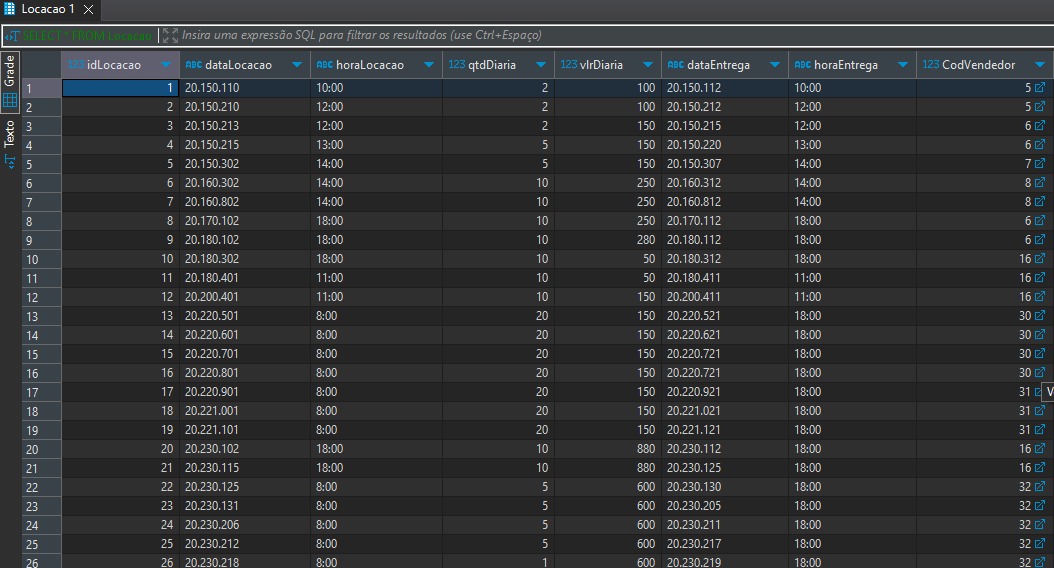 Locacao 1
SELECT * FROM Locacao Insira uma expressão SQL para filtrar os resultados (use Ctrl+Espaço)
Grade
Texto
123 idLocacao ABC dataLocacao ABC horaLocacao 123 qtdDiaria 123 vlrDiaria ABC dataEntrega ABC horaEntrega 123 CodVendedor
1 1 20.150.110 10:00 2 100 20.150.112 10:00 5
2 2 20.150.210 12:00 2 100 20.150.212 12:00 5
3 3 20.150.213 12:00 2 150 20.150.215 12:00 6
4 4 20.150.215 13:00 5 150 20.150.220 13:00 6
5 5 20.150.302 14:00 5 150 20.150.307 14:00 7
6 6 20.160.302 14:00 10 250 20.160.312 14:00 8
7 7 20.160.802 14:00 10 250 20.160.812 14:00 8
8 8 20.170.102 18:00 10 250 20.170.112 18:00 6
9 9 20.180.102 18:00 10 280 20.180.112 18:00 6
10 10 20.180.302 18:00 10 50 20.180.312 18:00 16
11 11 20.180.401 11:00 10 50 20.180.411 11:00 16
12 12 20.200.401 11:00 10 150 20.200.411 11:00 16
13 13 20.220.501 8:00 20 150 20.220.521 18:00 30
14 14 20.220.601 8:00 20 150 20.220.621 18:00 30
15 15 20.220.701 8:00 20 150 20.220.721 18:00 30
16 16 20.220.801 8:00 20 150 20.220.721 18:00 30
17 17 20.220.901 8:00 20 150 20.220.921 18:00 31
18 18 20.221.001 8:00 20 150 20.221.021 18:00 31
19 19 20.221.101 8:00 20 150 20.221.121 18:00 31
20 20 20.230.102 18:00 10 880 20.230.112 18:00 16
21 21 20.230.115 18:00 10 880 20.230.125 18:00 16
22 22 20.230.125 8:00 5 600 20.230.130 18:00 32
23 23 20.230.131 8:00 5 600 20.230.205 18:00 32
24 24 20.230.206 8:00 5 600 20.230.211 18:00 32
25 25 20.230.212 8:00 5 600 20.230.217 18:00 32
26 26 20.230.218 8:00 1 600 20.230.219 18:00 32